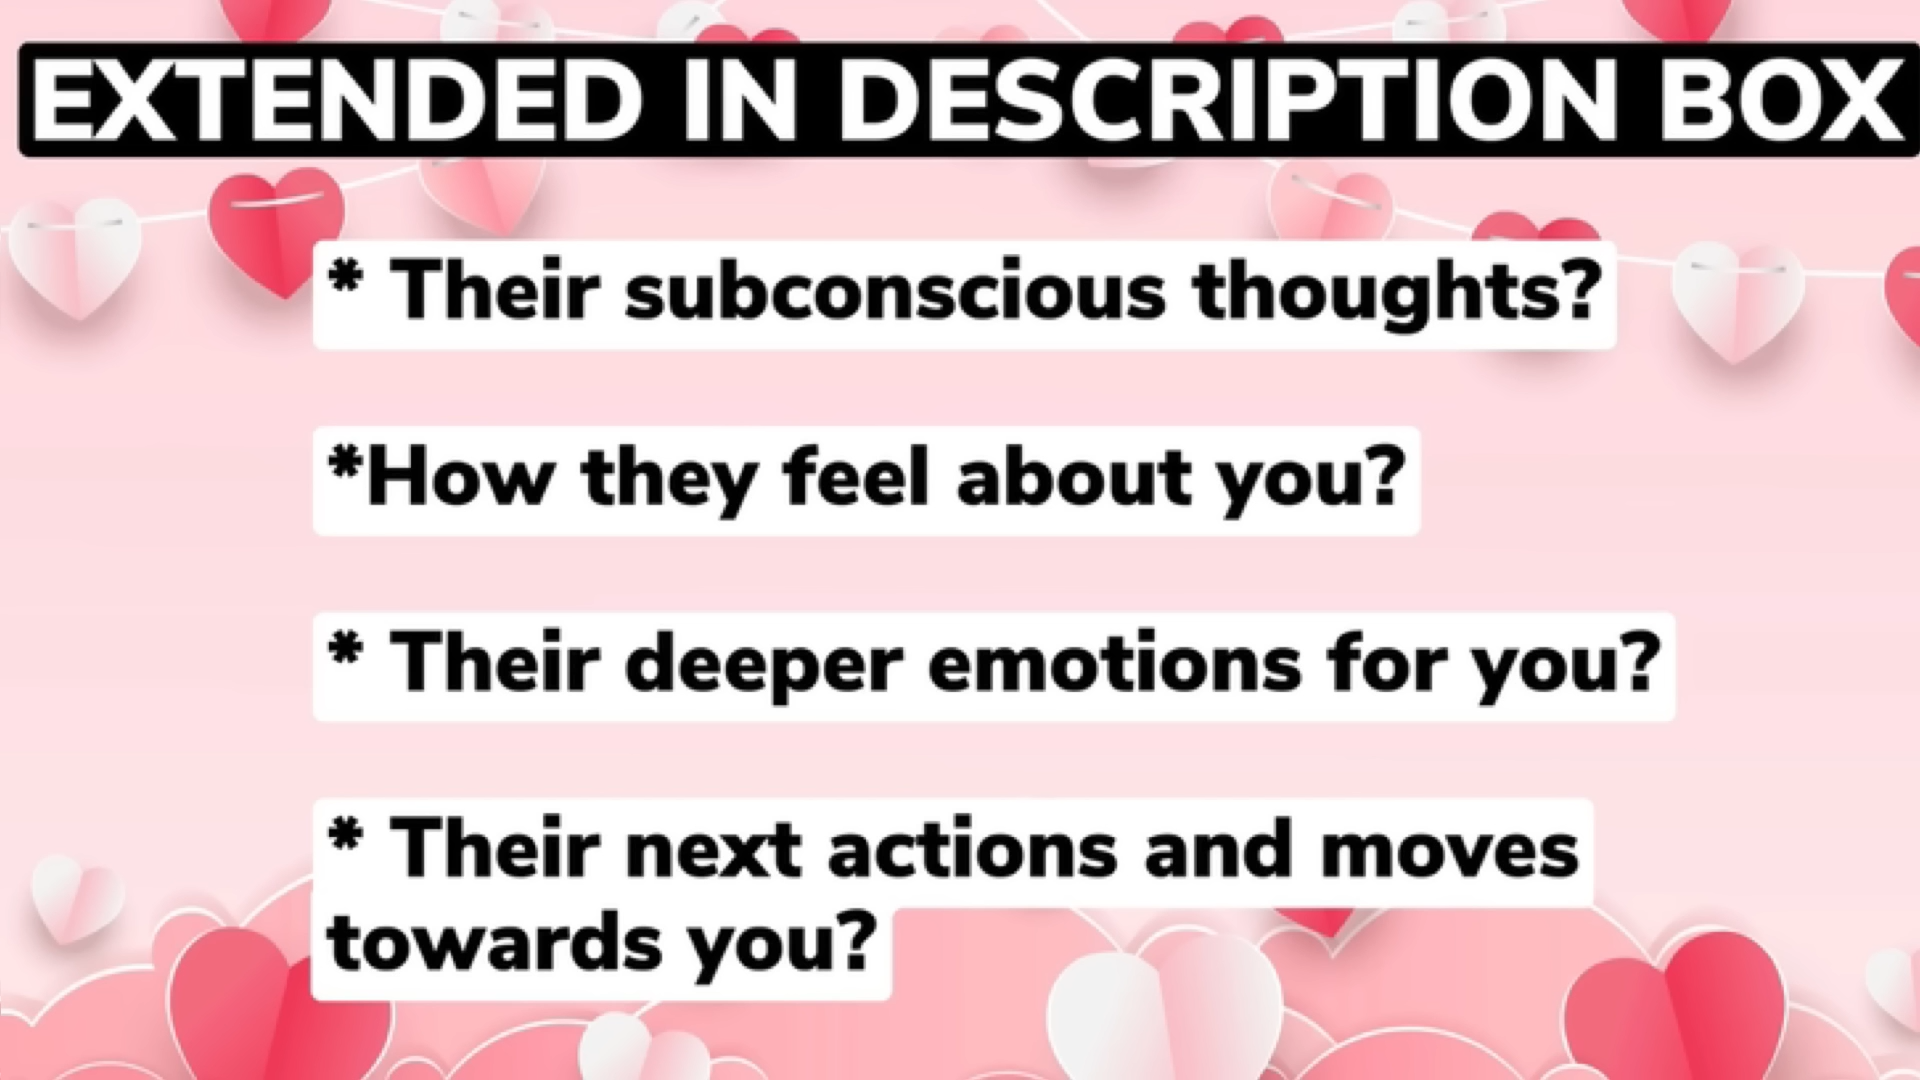 EXTENDED IN DESCRIPTION BOX
* Their subconscious thoughts?
*How they feel about you?
* Their deeper emotions for you?
* Their next actions and moves
towards you?